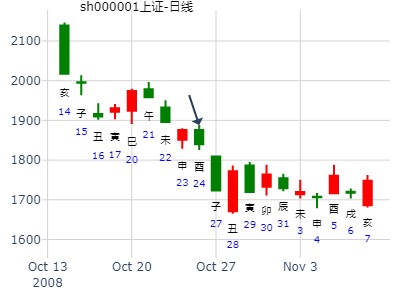 sh000001上证-日线
2100
2000
1900
1800
1700
1600
亥
14
子
15
丑
16
寅
17
巳
20
午
21
未
22
申
23
酉
24
子
27
丑
28
寅
29
卯
30
辰
31
未
3
申
4
酉
5
戌
6
亥
7
Oct 13
2008
Oct 20
Oct 27
Nov 3